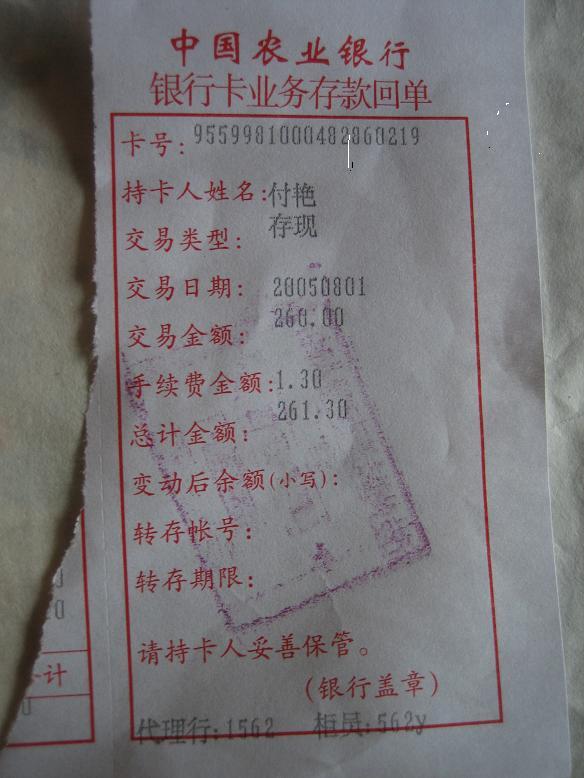 中国农业银行
银行卡业务存款回单
卡号:9559981000482860219
持卡人姓名:付艳
交易类型:存现
交易日期:20050801
交易金额:260.00
手续费金额:1.30
总计金额:261.30
变动后余额(小写):
转存帐号:
转存期限:
请持卡人妥善保管。
(银行盖章)
代理行:1562 柜员:562y